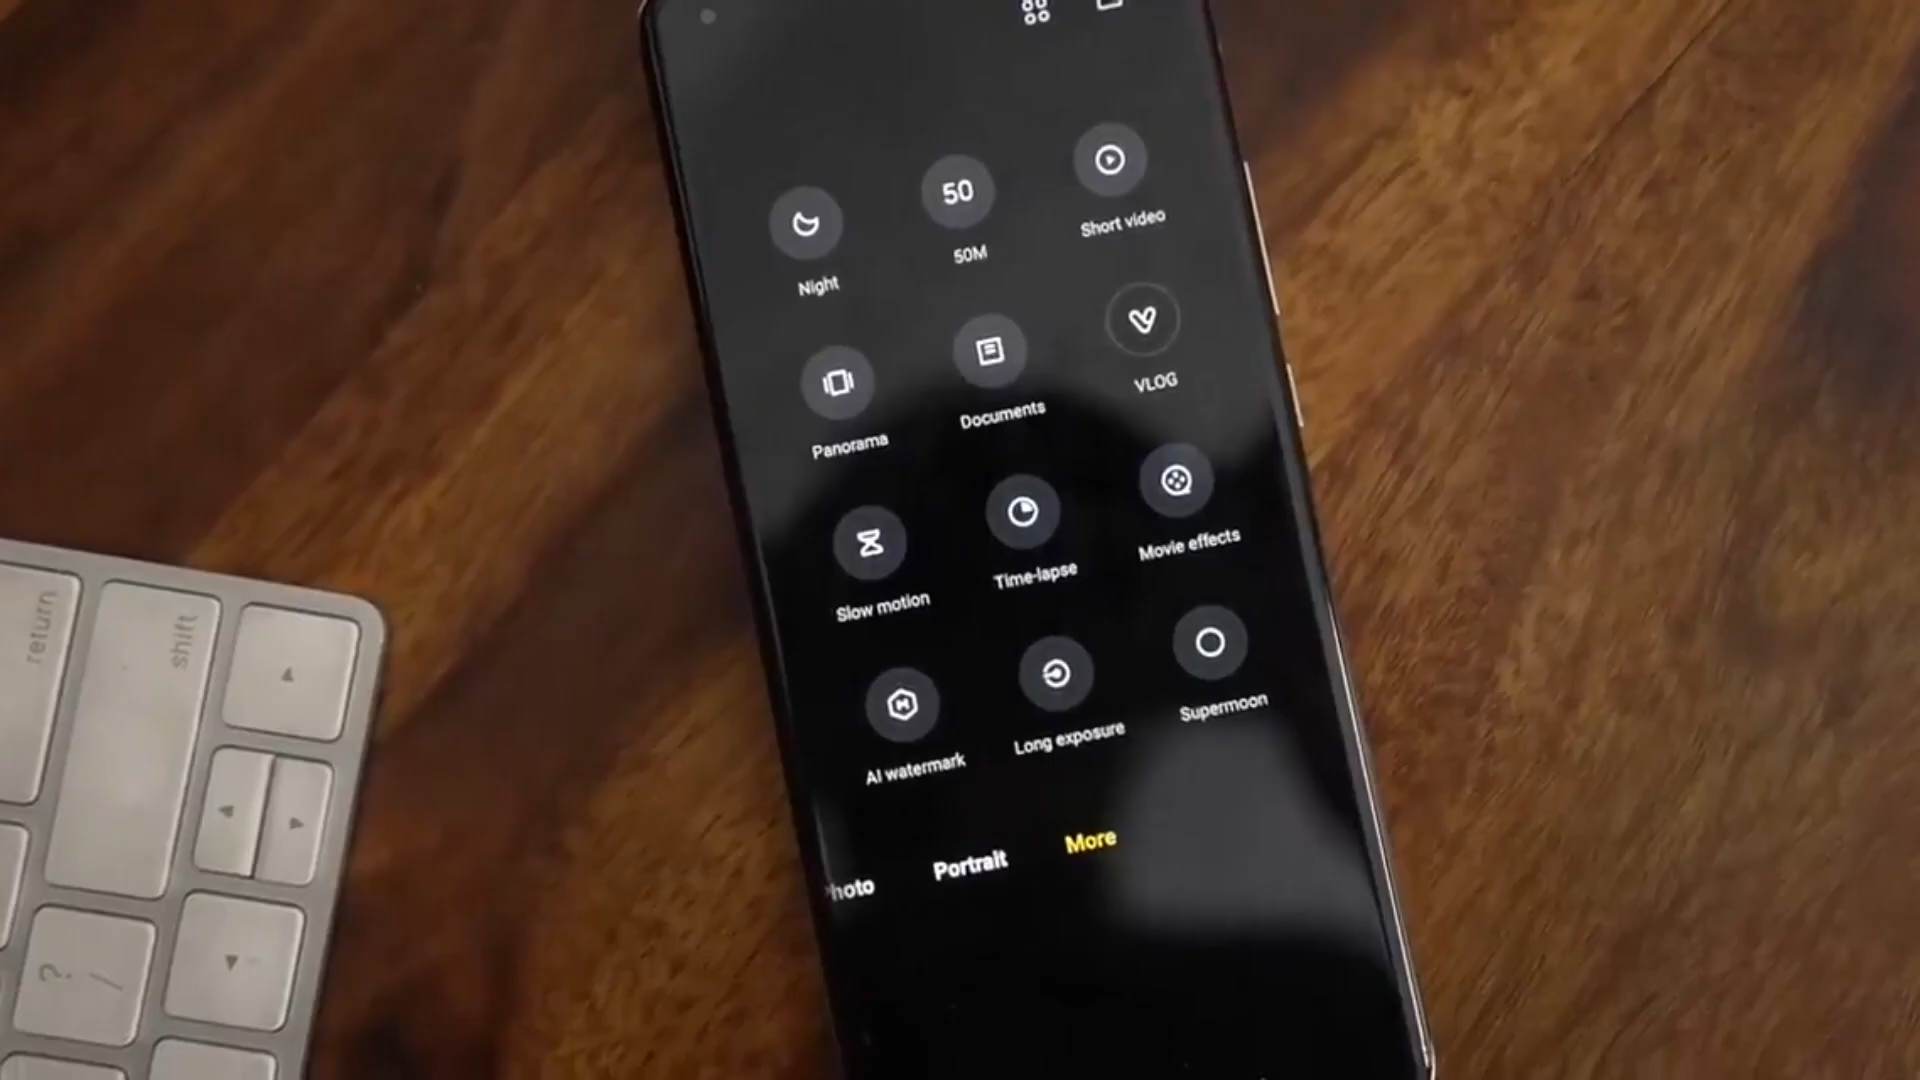 50
Night
50M
Short video
Panorama
Documents
VLOG
Slow motion
Time-lapse
Movie effects
AI watermark
Long exposure
Supermoon
Photo
Portrait
More
return
shift
?
/